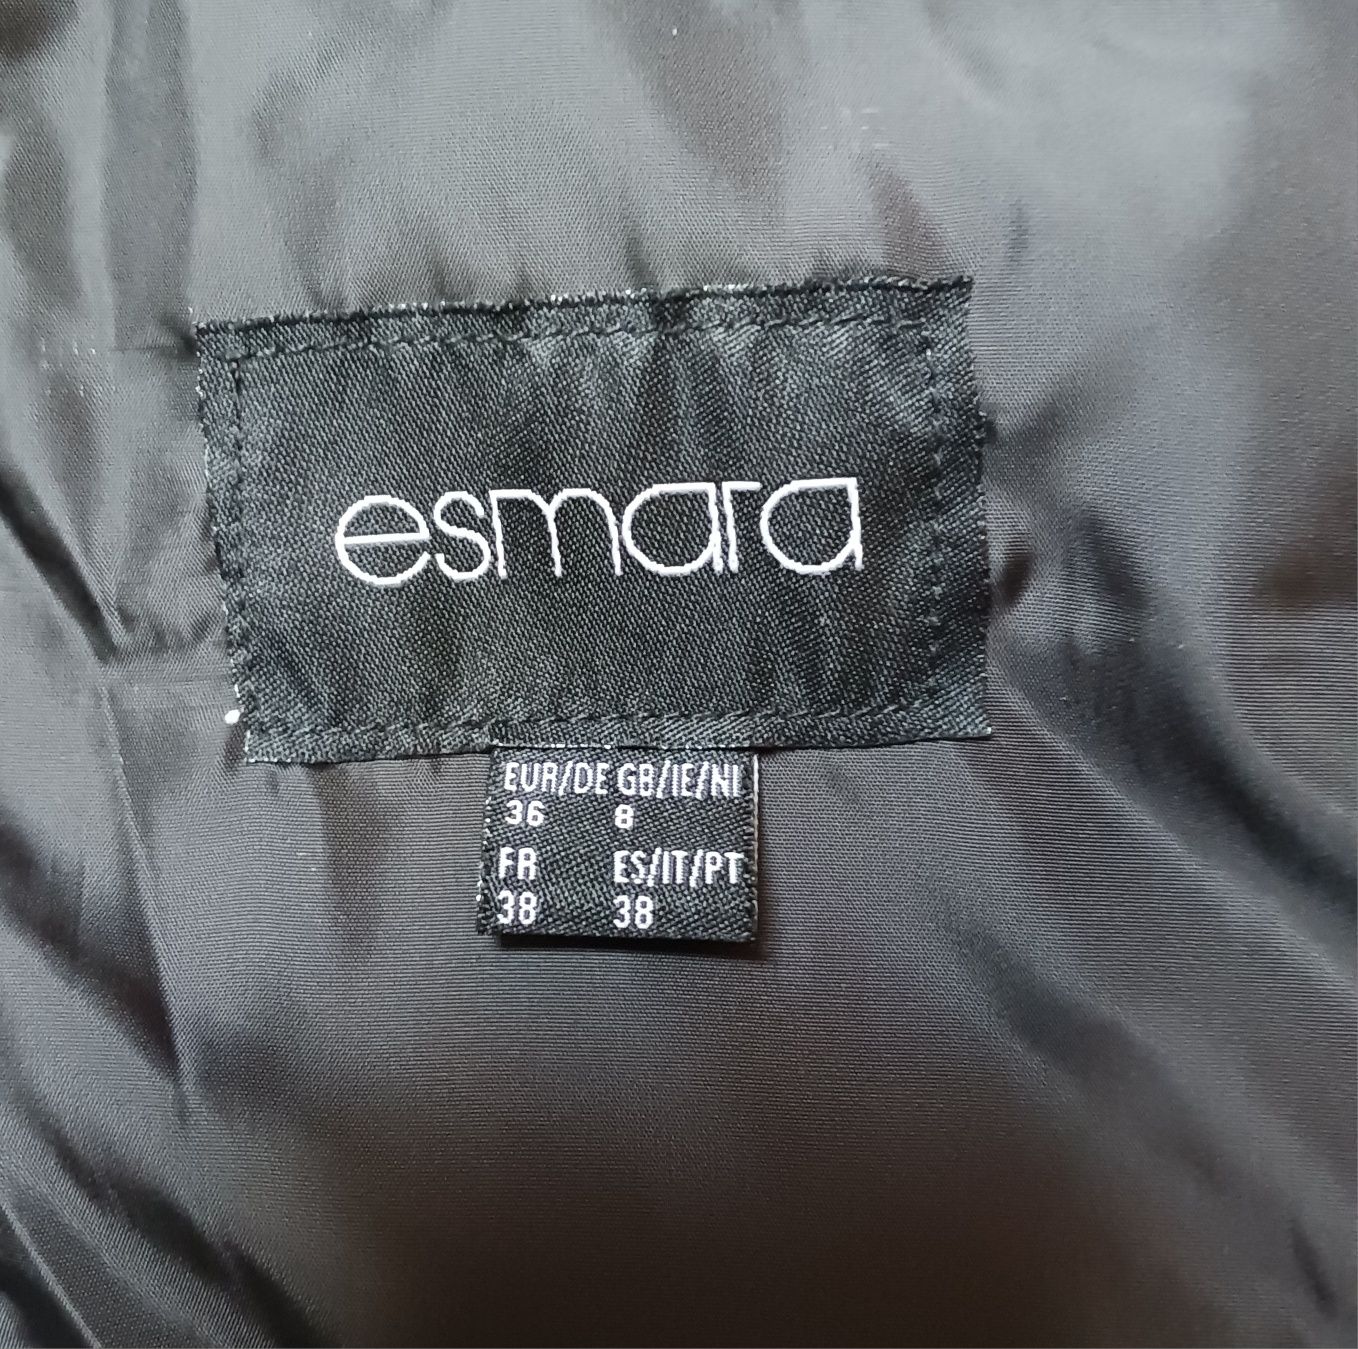 esmara
EUR/DE GB/IE/NI
36 8
FR ES/IT/PT
38 38